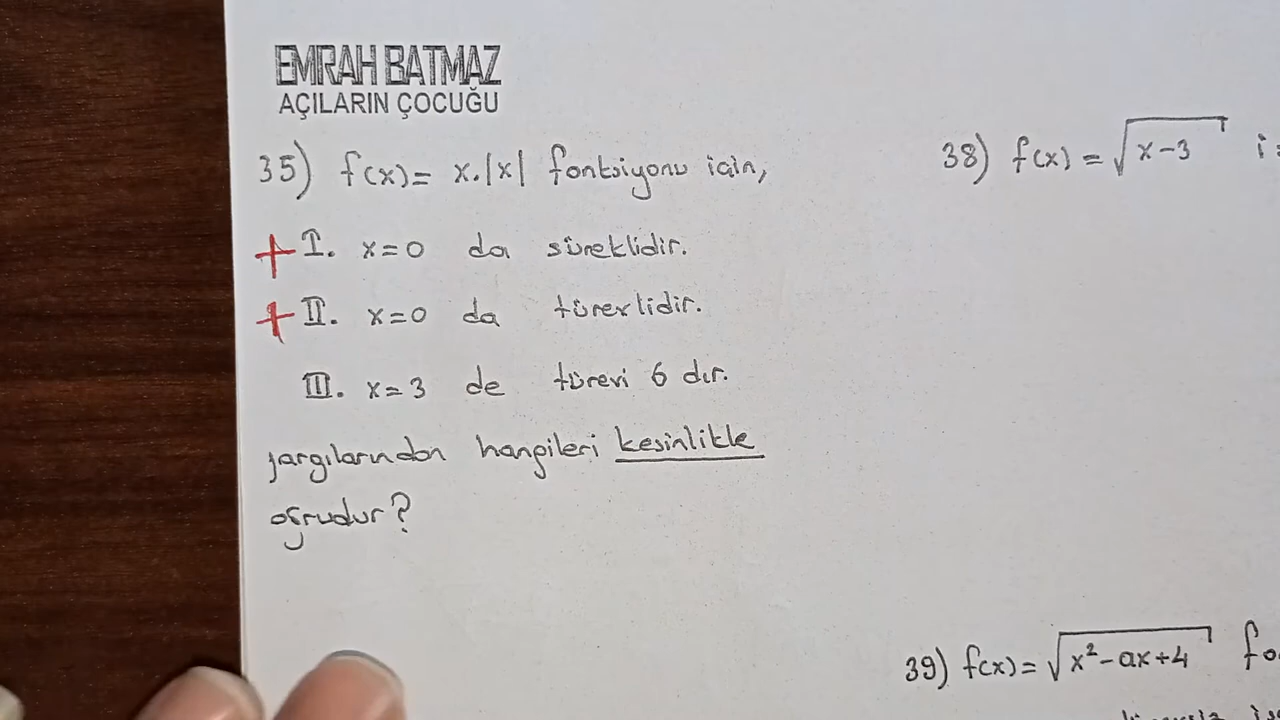 EMRAH BATMAZ
AÇILARIN ÇOCUĞU
35) f(x)= x.|x| fonksiyonu için,
+ I. x=0 da süreklidir.
+ II. x=0 da türevlidir.
III. x=3 de türevi 6 dır.
yargılarından hangileri kesinlikle
oğrudur?
38) f(x) = √x-3
39) f(x) = √x²-ax+4